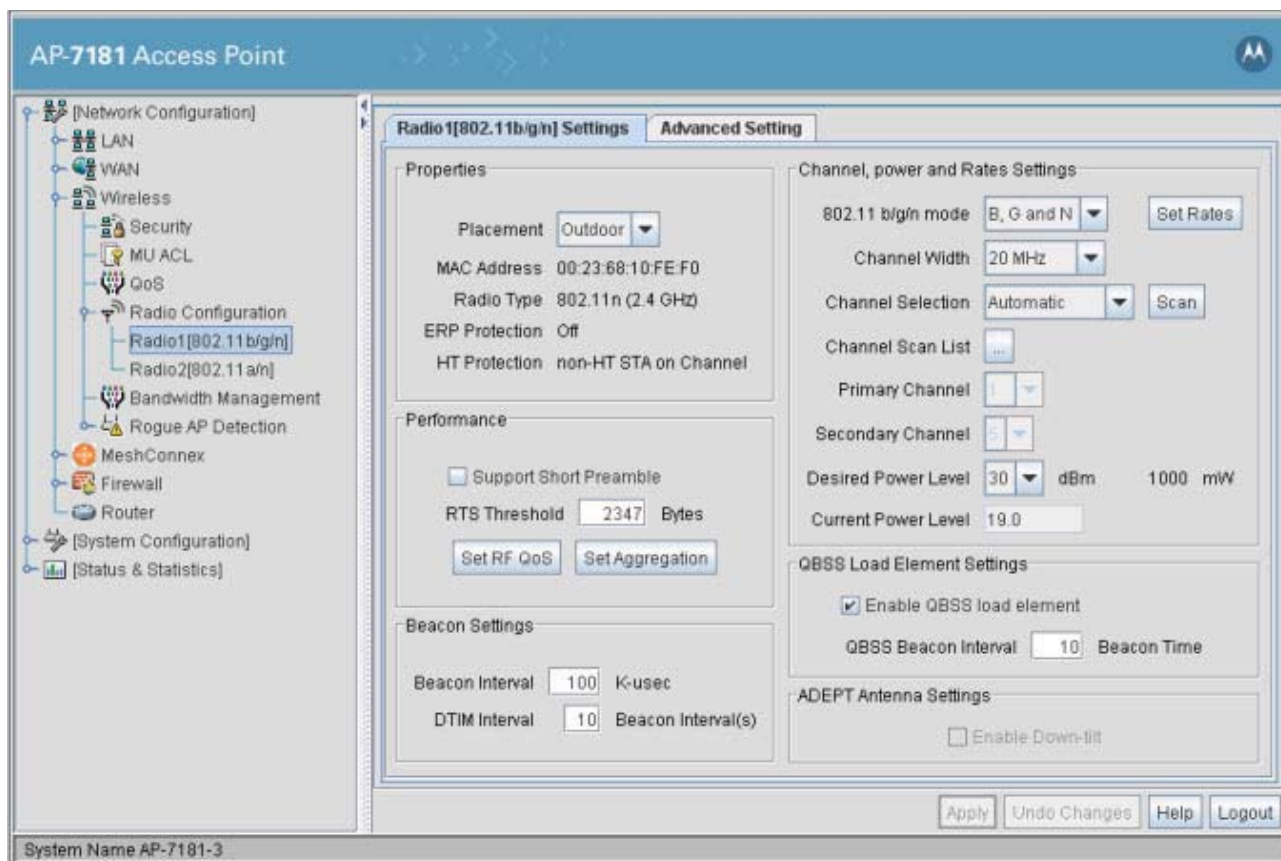 AP-7181 Access Point
[Network Configuration]
LAN
WAN
Wireless
Security
MU ACL
QoS
Radio Configuration
Radio1[802.11b/g/n]
Radio2[802.11a/n]
Bandwidth Management
Rogue AP Detection
MeshConnex
Firewall
Router
[System Configuration]
[Status & Statistics]
Radio1[802.11b/g/n] Settings
Advanced Setting
Properties
Placement Outdoor
MAC Address 00:23:68:10:FE:F0
Radio Type 802.11n (2.4 GHz)
ERP Protection Off
HT Protection non-HT STA on Channel
Performance
Support Short Preamble
RTS Threshold 2347 Bytes
Set RF QoS Set Aggregation
Beacon Settings
Beacon Interval 100 K-usec
DTIM Interval 10 Beacon Interval(s)
Channel, power and Rates Settings
802.11 b/g/n mode B, G and N Set Rates
Channel Width 20 MHz
Channel Selection Automatic Scan
Channel Scan List ...
Primary Channel 1
Secondary Channel 5
Desired Power Level 30 dBm 1000 mW
Current Power Level 19.0
QBSS Load Element Settings
Enable QBSS load element
QBSS Beacon Interval 10 Beacon Time
ADEPT Antenna Settings
Enable Down-tilt
Apply Undo Changes Help Logout
System Name AP-7181-3